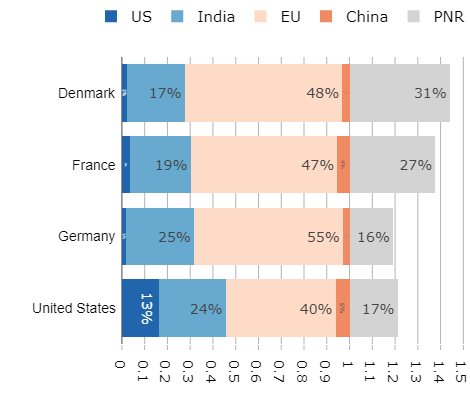 US India EU China PNR
Denmark 17% 48% 31%
France 19% 47% 27%
Germany 25% 55% 16%
United States 13% 24% 40% 5% 17%
0 0.1 0.2 0.3 0.4 0.5 0.6 0.7 0.8 0.9 1 1.1 1.2 1.3 1.4 1.5